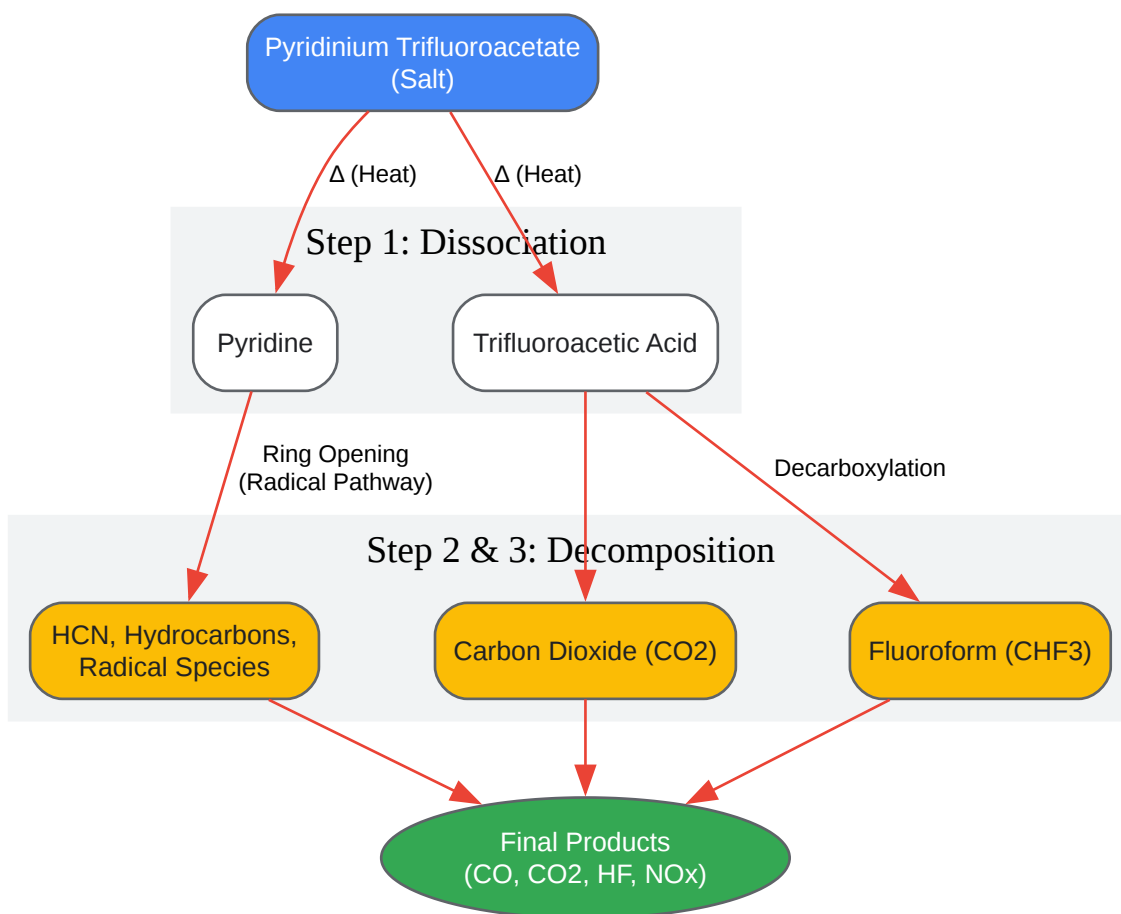 Pyridinium Trifluoroacetate
(Salt)
Δ (Heat)
Δ (Heat)
Step 1: Dissociation
Pyridine
Trifluoroacetic Acid
Ring Opening
(Radical Pathway)
Decarboxylation
Step 2 & 3: Decomposition
HCN, Hydrocarbons,
Radical Species
Carbon Dioxide (CO2)
Fluoroform (CHF3)
Final Products
(CO, CO2, HF, NOx)